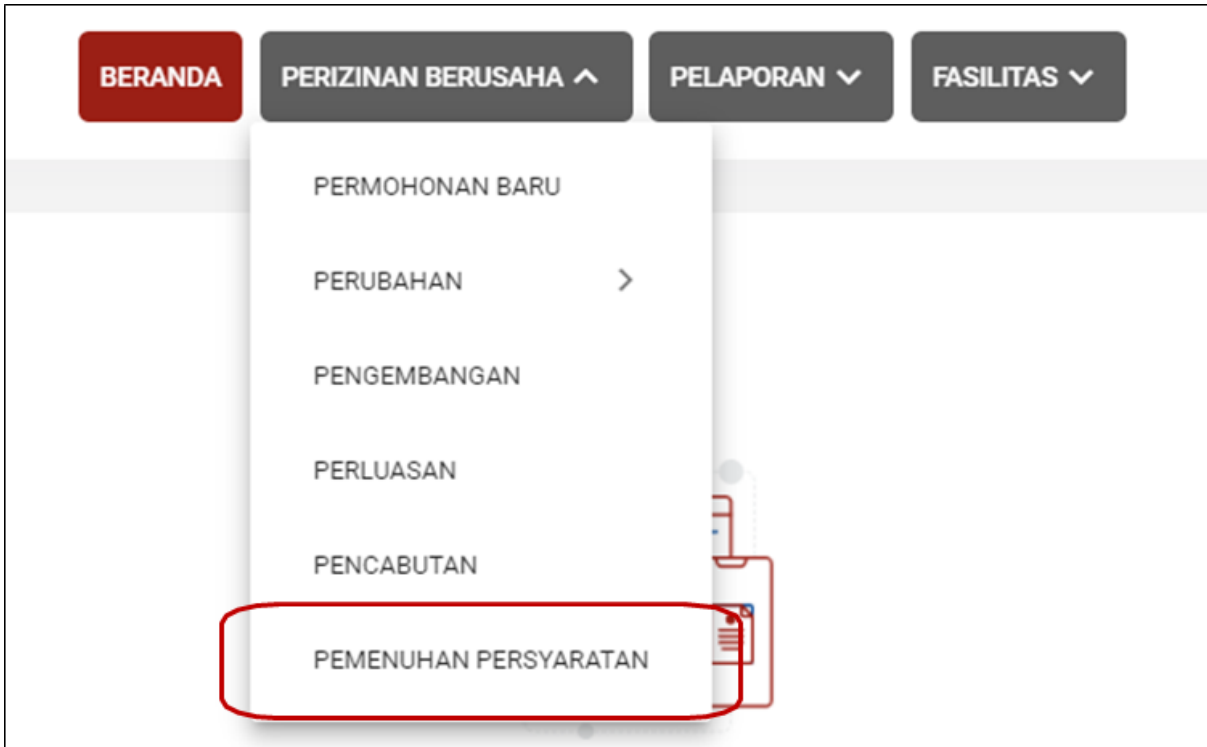 BERANDA PERIZINAN BERUSAHA PELAPORAN FASILITAS
PERMOHONAN BARU
PERUBAHAN
PENGEMBANGAN
PERLUASAN
PENCABUTAN
PEMENUHAN PERSYARATAN